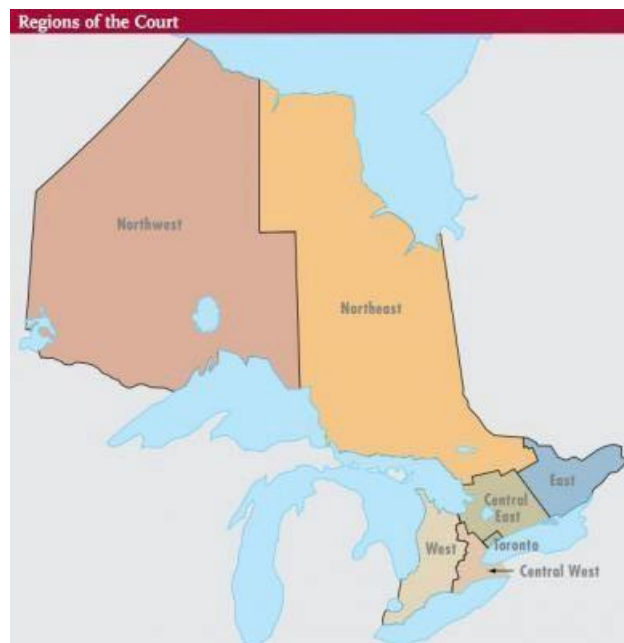 Regions of the Court
Northwest
Northeast
East
Central
East
Toronto
West
Central West